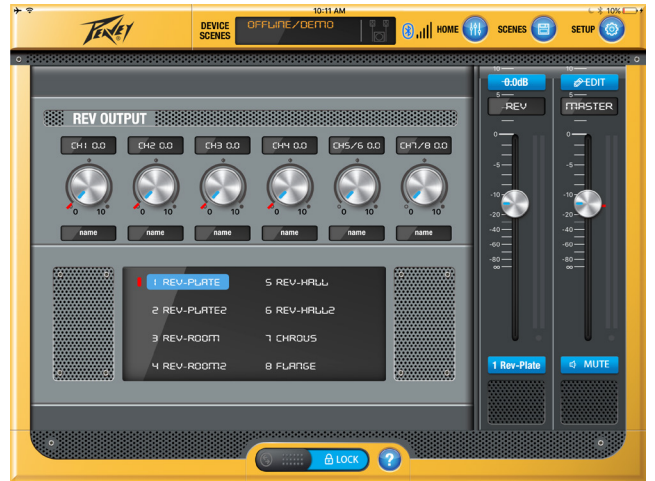 10:11 AM
10%
PEAVEY
DEVICE SCENES
OFFLINE/DEMO
HOME
SCENES
SETUP
REV OUTPUT
CH1 0.0
CH2 0.0
CH3 0.0
CH4 0.0
CH5/6 0.0
CH7/8 0.0
0 10
0 10
0 10
0 10
0 10
0 10
name
name
name
name
name
name
1 REV-PLATE
5 REV-HALL
2 REV-PLATE2
6 REV-HALL2
3 REV-ROOM
7 CHROUS
4 REV-ROOM2
8 FLANGE
10
0.0dB
5
REV
0
-5
-10
-20
-40
-60
-80
∞
1 Rev-Plate
10
EDIT
5
MASTER
0
-5
-10
-20
-40
-60
-80
∞
MUTE
LOCK
?